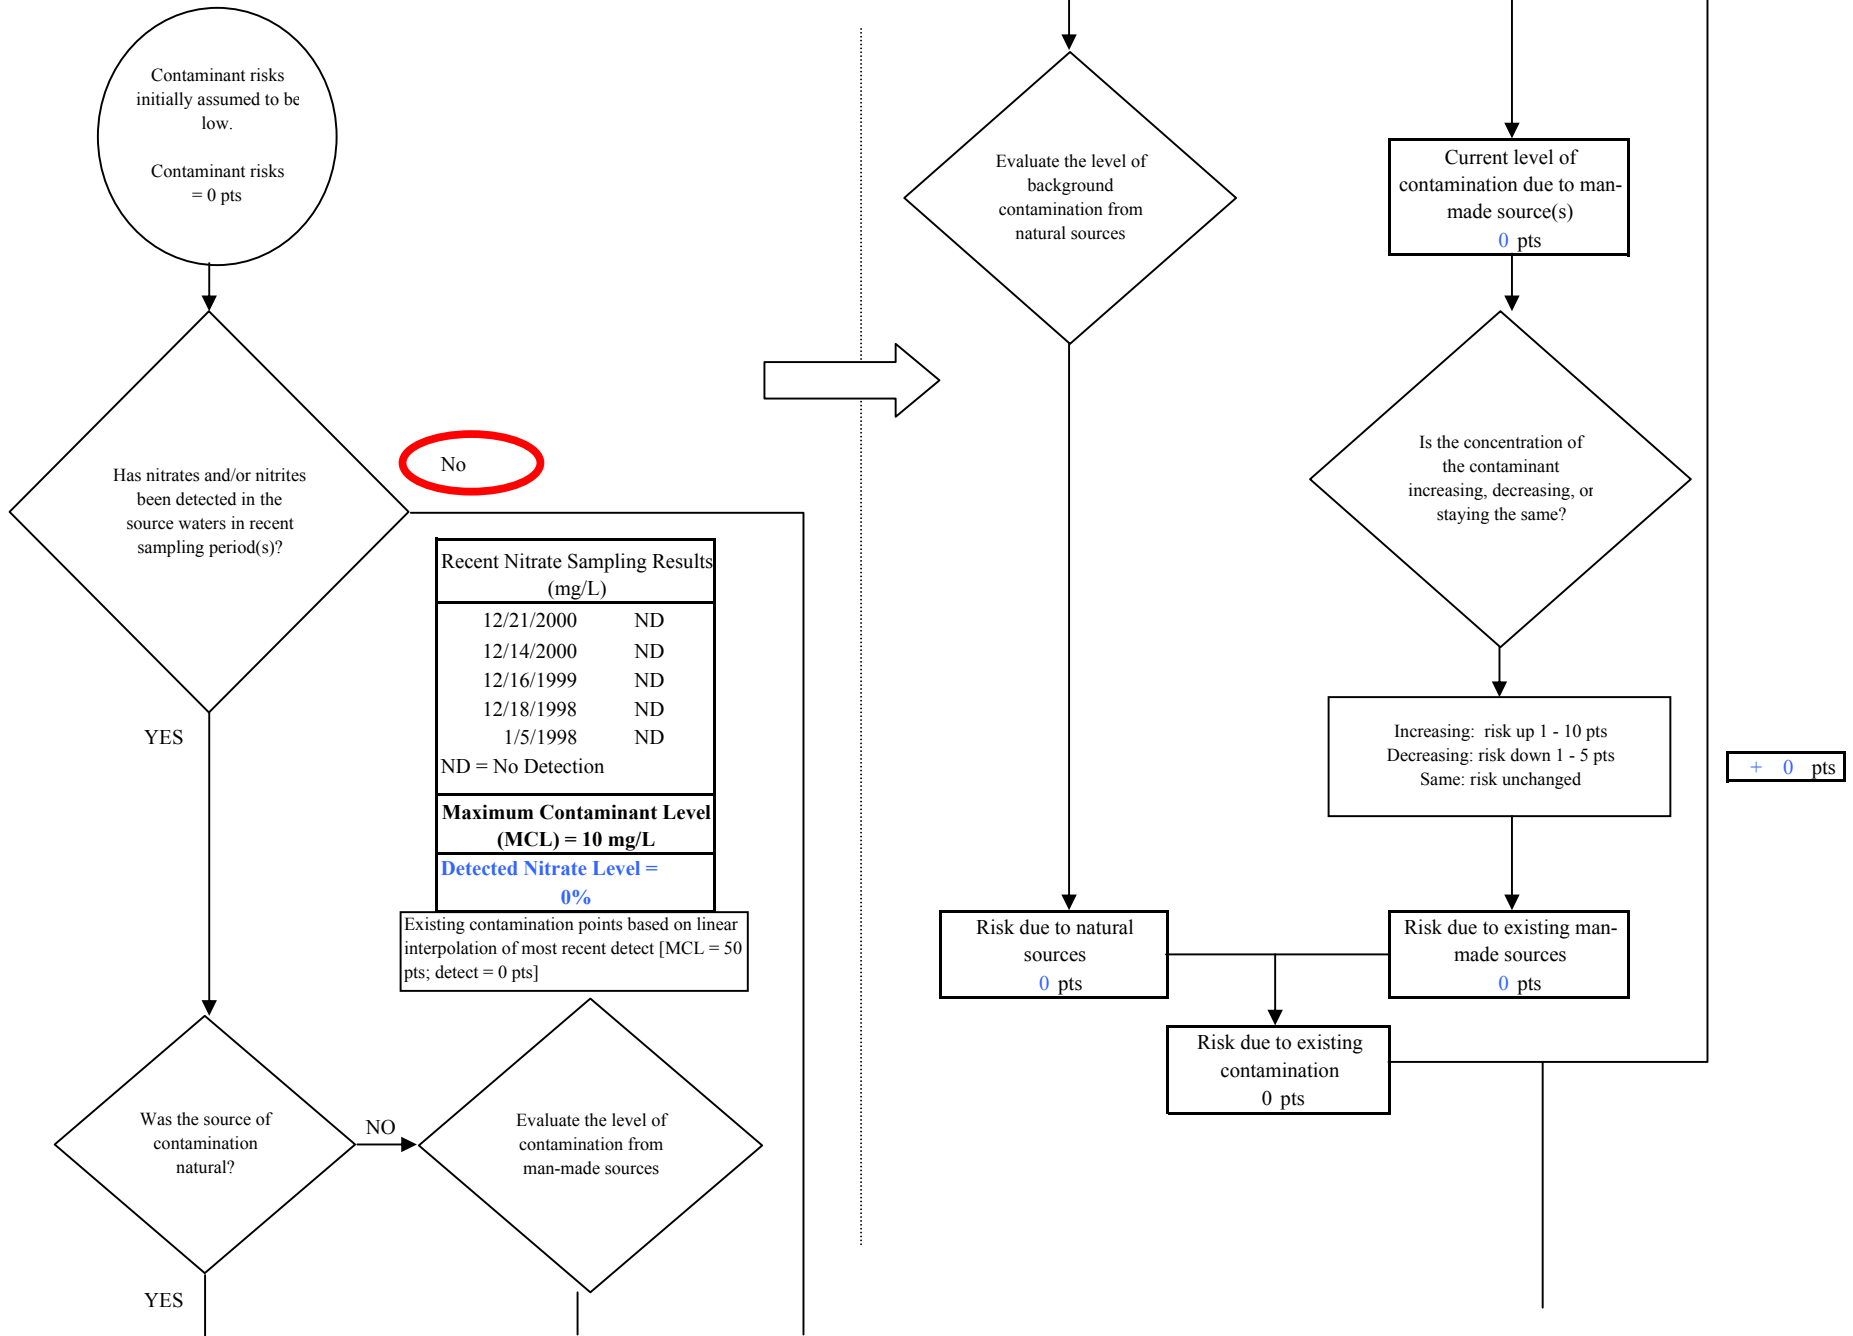 Contaminant risks
initially assumed to be
low.
Contaminant risks
= 0 pts
Has nitrates and/or nitrites
been detected in the
source waters in recent
sampling period(s)?
No
YES
Recent Nitrate Sampling Results
(mg/L)
12/21/2000 ND
12/14/2000 ND
12/16/1999 ND
12/18/1998 ND
1/5/1998 ND
ND = No Detection
Maximum Contaminant Level
(MCL) = 10 mg/L
Detected Nitrate Level =
0%
Existing contamination points based on linear
interpolation of most recent detect [MCL = 50
pts; detect = 0 pts]
Was the source of
contamination
natural?
NO
YES
Evaluate the level of
contamination from
man-made sources
Evaluate the level of
background
contamination from
natural sources
Current level of
contamination due to man-
made source(s)
0 pts
Is the concentration of
the contaminant
increasing, decreasing, or
staying the same?
Increasing: risk up 1 - 10 pts
Decreasing: risk down 1 - 5 pts
Same: risk unchanged
+ 0 pts
Risk due to natural
sources
0 pts
Risk due to existing man-
made sources
0 pts
Risk due to existing
contamination
0 pts